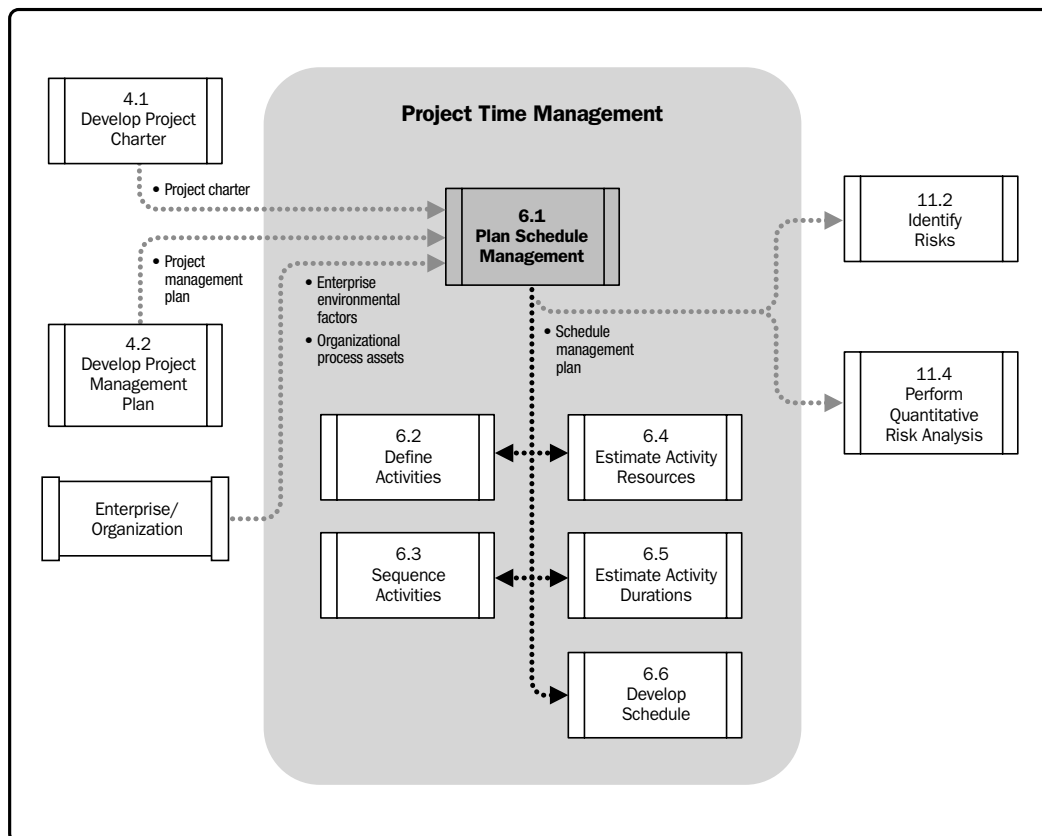 Project Time Management
4.1
Develop Project
Charter
• Project charter
6.1
Plan Schedule
Management
11.2
Identify
Risks
• Project
management
plan
• Enterprise
environmental
factors
• Organizational
process assets
• Schedule
management
plan
4.2
Develop Project
Management
Plan
11.4
Perform
Quantitative
Risk Analysis
6.2
Define
Activities
6.4
Estimate Activity
Resources
Enterprise/
Organization
6.3
Sequence
Activities
6.5
Estimate Activity
Durations
6.6
Develop
Schedule